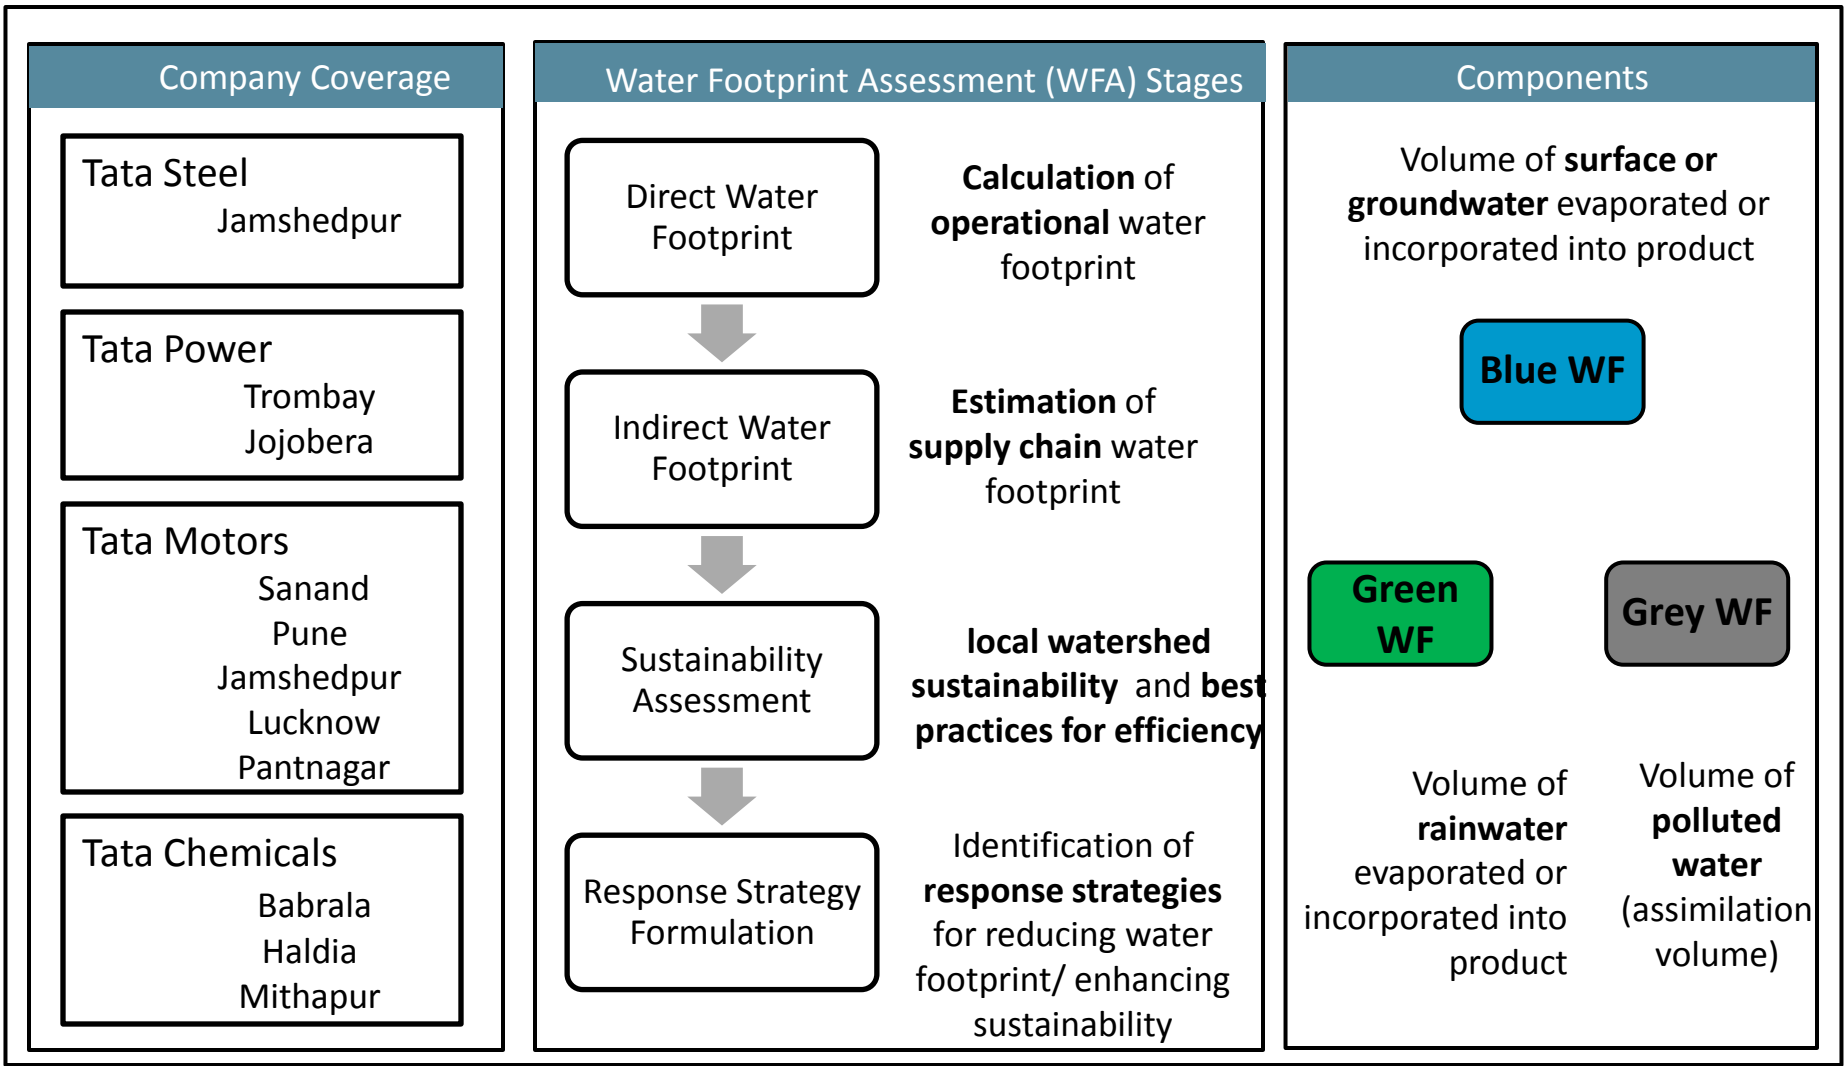 Company Coverage
Tata Steel
Jamshedpur
Tata Power
Trombay
Jojobera
Tata Motors
Sanand
Pune
Jamshedpur
Lucknow
Pantnagar
Tata Chemicals
Babrala
Haldia
Mithapur
Water Footprint Assessment (WFA) Stages
Direct Water
Footprint
Calculation of
operational water
footprint
Indirect Water
Footprint
Estimation of
supply chain water
footprint
Sustainability
Assessment
local watershed
sustainability and best
practices for efficiency
Response Strategy
Formulation
Identification of
response strategies
for reducing water
footprint/ enhancing
sustainability
Components
Volume of surface or
groundwater evaporated or
incorporated into product
Blue WF
Green
WF
Grey WF
Volume of
rainwater
evaporated or
incorporated into
product
Volume of
polluted
water
(assimilation
volume)